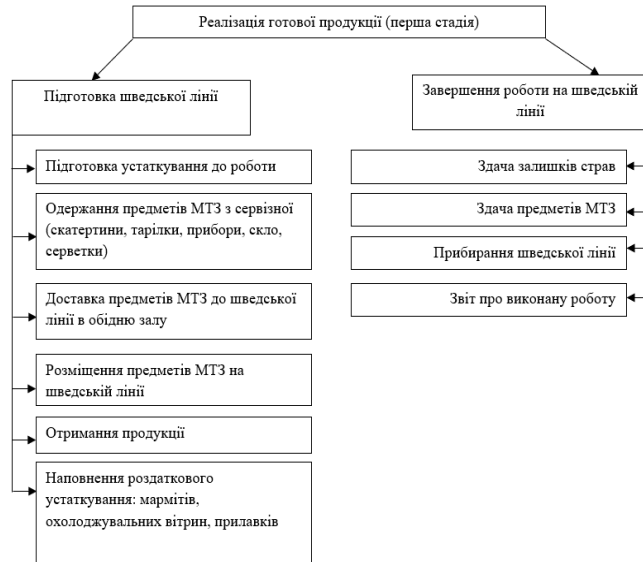 Реалізація готової продукції (перша стадія)
Підготовка шведської лінії
Підготовка устаткування до роботи
Одержання предметів МТЗ з сервізної
(скатертини, тарілки, прибори, скло,
серветки)
Доставка предметів МТЗ до шведської
лінії в обідню залу
Розміщення предметів МТЗ на
шведській лінії
Отримання продукції
Наповнення роздаткового
устаткування: мармітів,
охолоджувальних вітрин, прилавків
Завершення роботи на шведській
лінії
Здача залишків страв
Здача предметів МТЗ
Прибирання шведської лінії
Звіт про виконану роботу